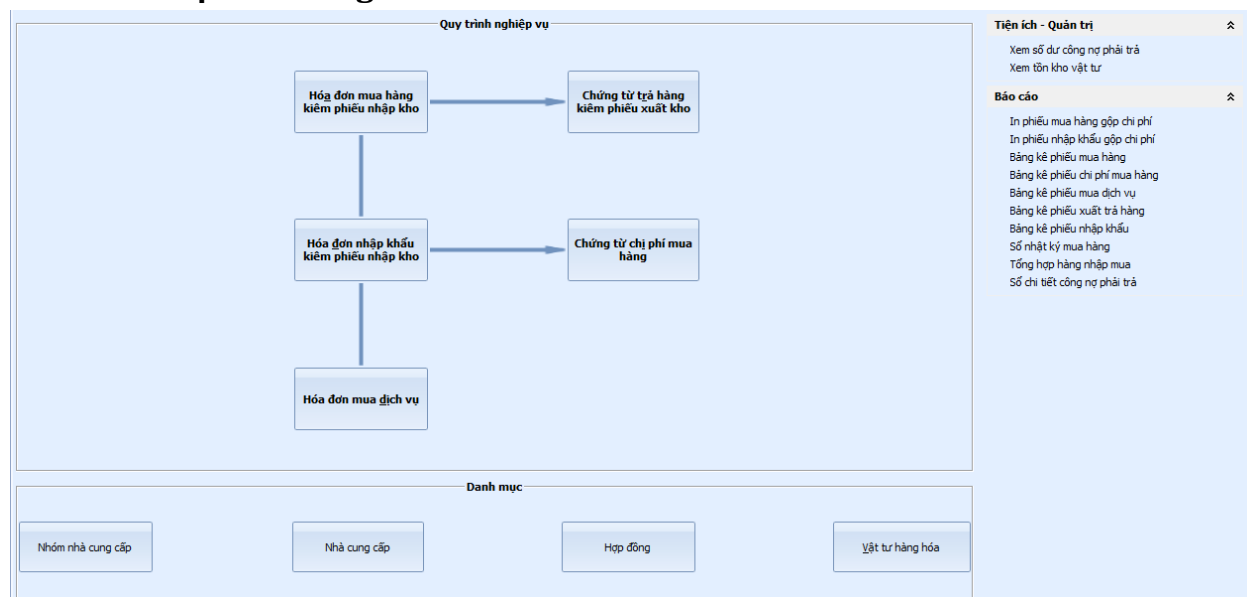 Quy trình nghiệp vụ
Hóa đơn mua hàng
kiêm phiếu nhập kho
Chứng từ trả hàng
kiêm phiếu xuất kho
Hóa đơn nhập khẩu
kiêm phiếu nhập kho
Chứng từ chị phí mua
hàng
Hóa đơn mua dịch vụ
Danh mục
Nhóm nhà cung cấp
Nhà cung cấp
Hợp đồng
Vật tư hàng hóa
Tiện ích - Quản trị
Xem số dư công nợ phải trả
Xem tồn kho vật tư
Báo cáo
In phiếu mua hàng gộp chi phí
In phiếu nhập khẩu gộp chi phí
Bảng kê phiếu mua hàng
Bảng kê phiếu chi phí mua hàng
Bảng kê phiếu mua dịch vụ
Bảng kê phiếu xuất trả hàng
Bảng kê phiếu nhập khẩu
Sổ nhật ký mua hàng
Tổng hợp hàng nhập mua
Sổ chi tiết công nợ phải trả